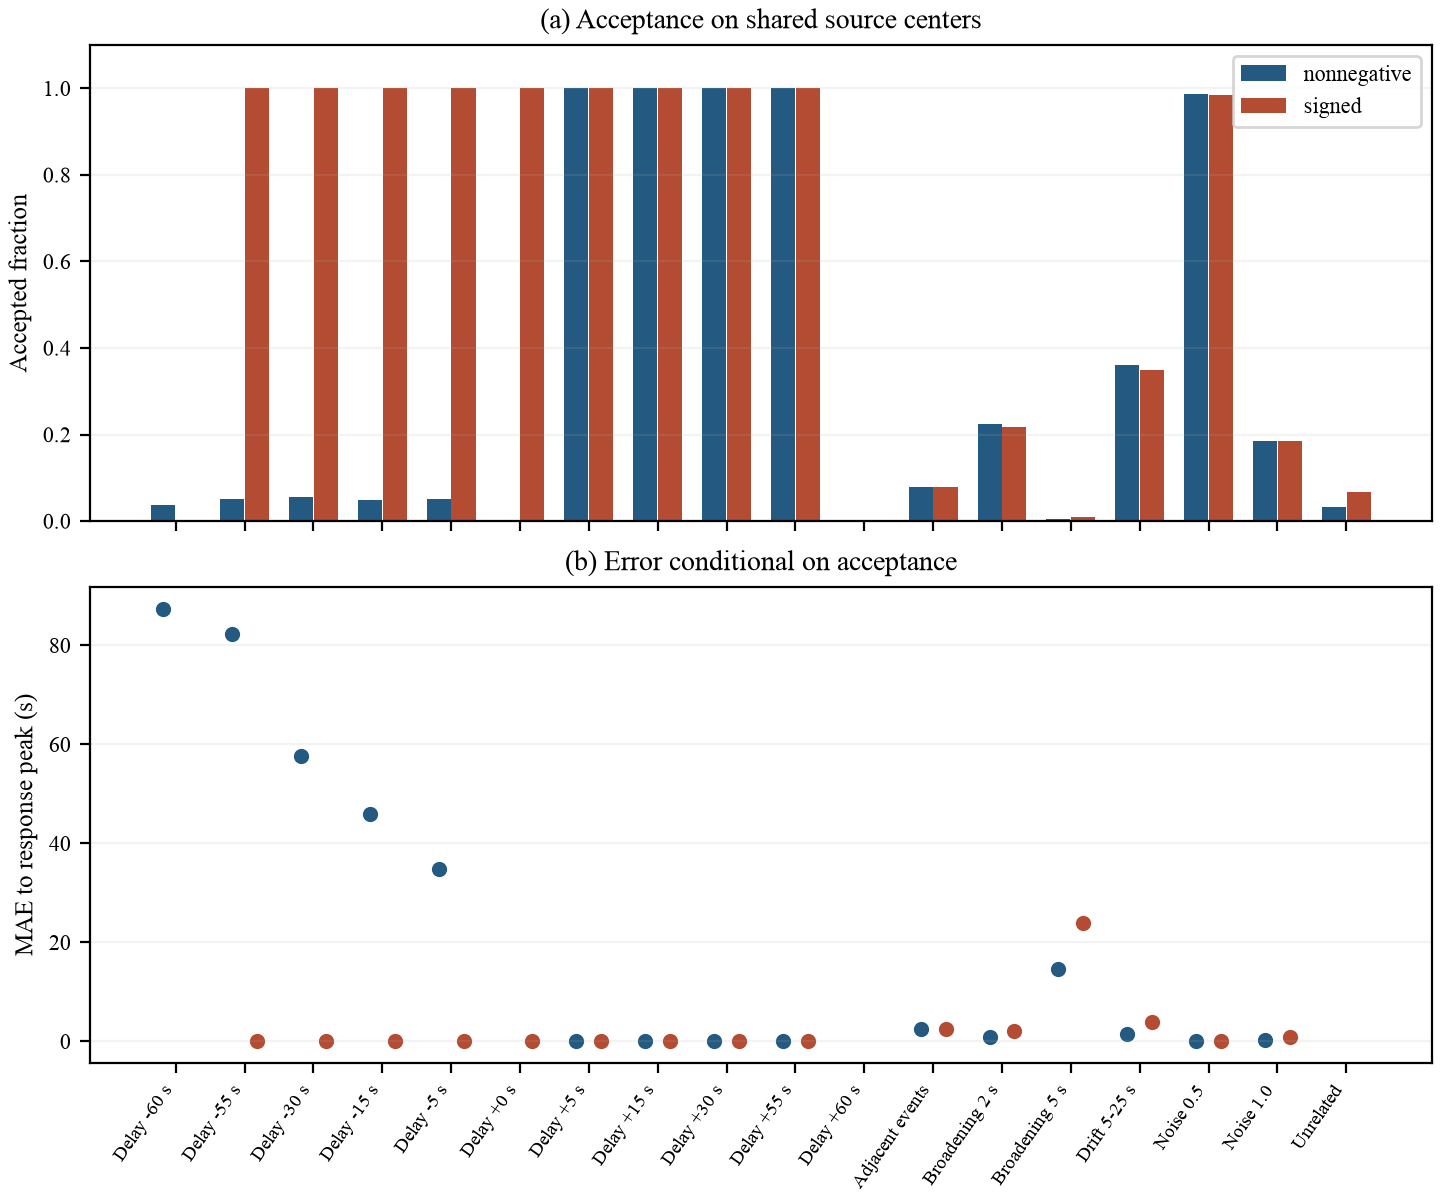 (a) Acceptance on shared source centers
nonnegative
signed
Accepted fraction
1.0
0.8
0.6
0.4
0.2
0.0
(b) Error conditional on acceptance
MAE to response peak (s)
80
60
40
20
0
Delay -60 s
Delay -55 s
Delay -30 s
Delay -15 s
Delay -5 s
Delay +0 s
Delay +5 s
Delay +15 s
Delay +30 s
Delay +55 s
Delay +60 s
Adjacent events
Broadening 2 s
Broadening 5 s
Drift 5-25 s
Noise 0.5
Noise 1.0
Unrelated